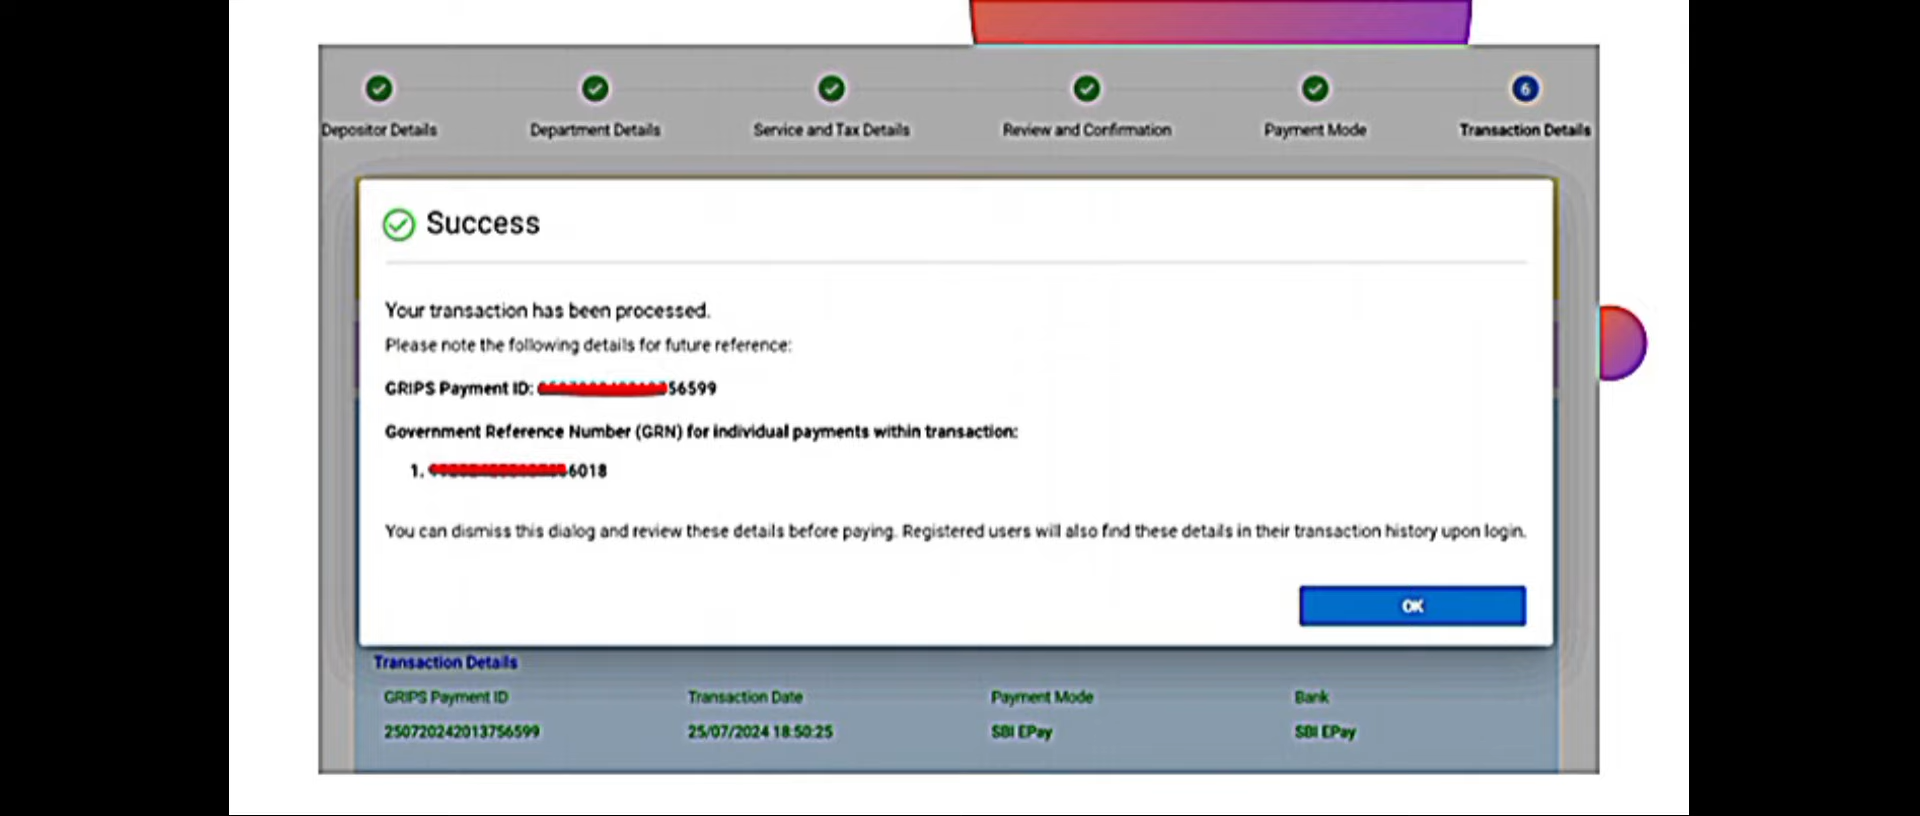 6
Depositor Details
Department Details
Service and Tax Details
Review and Confirmation
Payment Mode
Transaction Details
Success
Your transaction has been processed.
Please note the following details for future reference:
GRIPS Payment ID: 56599
Government Reference Number (GRN) for individual payments within transaction:
1. 6018
You can dismiss this dialog and review these details before paying. Registered users will also find these details in their transaction history upon login.
OK
Transaction Details
GRIPS Payment ID Transaction Date Payment Mode Bank
250720242013756599 25/07/2024 18:50:25 SBI EPay SBI EPay